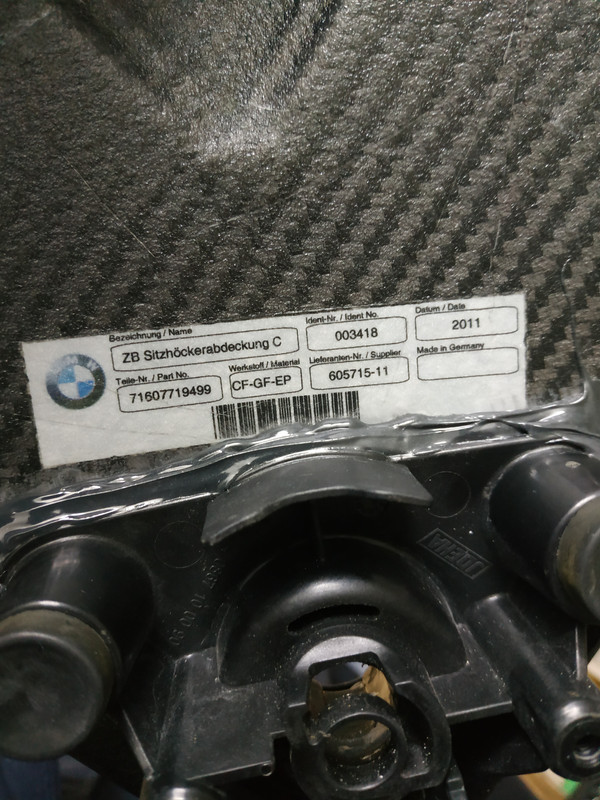 Bezeichnung / Name
ZB Sitzhöckerabdeckung C
Ident-Nr. / Ident No.
003418
Datum / Date
2011
BMW
Teile-Nr. / Part No.
71607719499
Werkstoff / Material
CF-GF-EP
Lieferanten-Nr. / Supplier
605715-11
Made in Germany